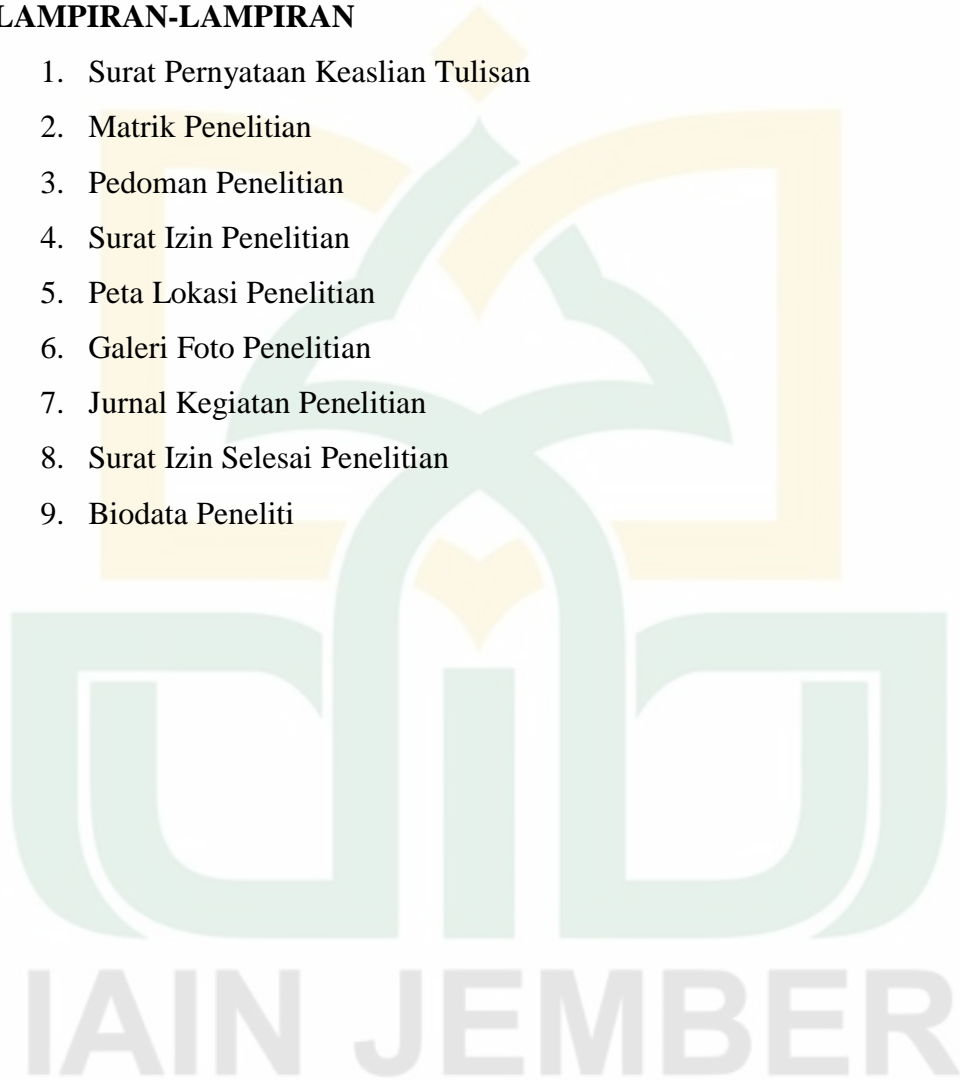 LAMPIRAN-LAMPIRAN
1. Surat Pernyataan Keaslian Tulisan
2. Matrik Penelitian
3. Pedoman Penelitian
4. Surat Izin Penelitian
5. Peta Lokasi Penelitian
6. Galeri Foto Penelitian
7. Jurnal Kegiatan Penelitian
8. Surat Izin Selesai Penelitian
9. Biodata Peneliti
IAIN JEMBER